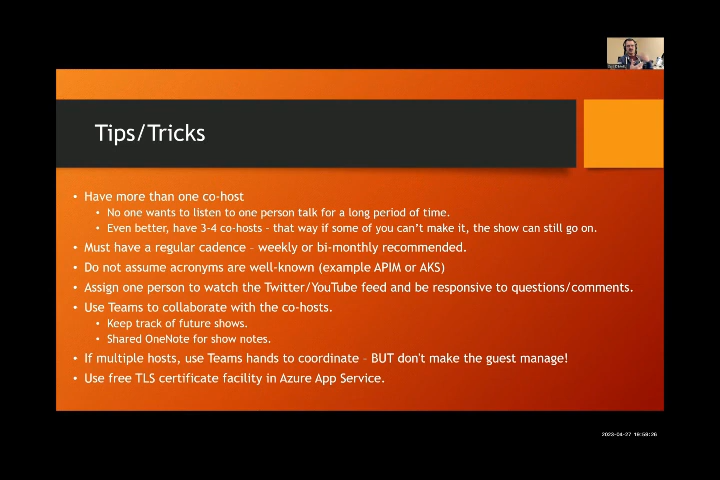 Tips/Tricks
• Have more than one co-host
• No one wants to listen to one person talk for a long period of time.
• Even better, have 3-4 co-hosts – that way if some of you can't make it, the show can still go on.
• Must have a regular cadence – weekly or bi-monthly recommended.
• Do not assume acronyms are well-known (example APIM or AKS)
• Assign one person to watch the Twitter/YouTube feed and be responsive to questions/comments.
• Use Teams to collaborate with the co-hosts.
• Keep track of future shows.
• Shared OneNote for show notes.
• If multiple hosts, use Teams hands to coordinate – BUT don't make the guest manage!
• Use free TLS certificate facility in Azure App Service.